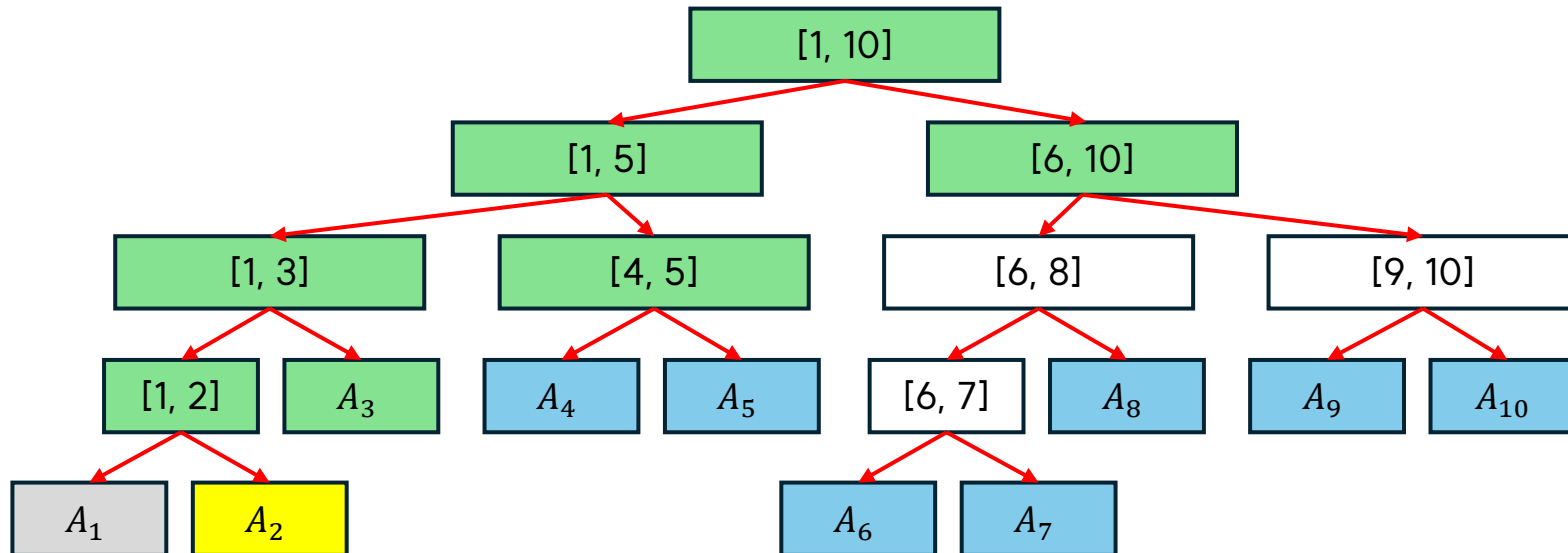 [1, 10]
[1, 5]
[6, 10]
[1, 3]
[4, 5]
[6, 8]
[9, 10]
[1, 2]
A₃
A₄
A₅
[6, 7]
A₈
A₉
A₁₀
A₁
A₂
A₆
A₇